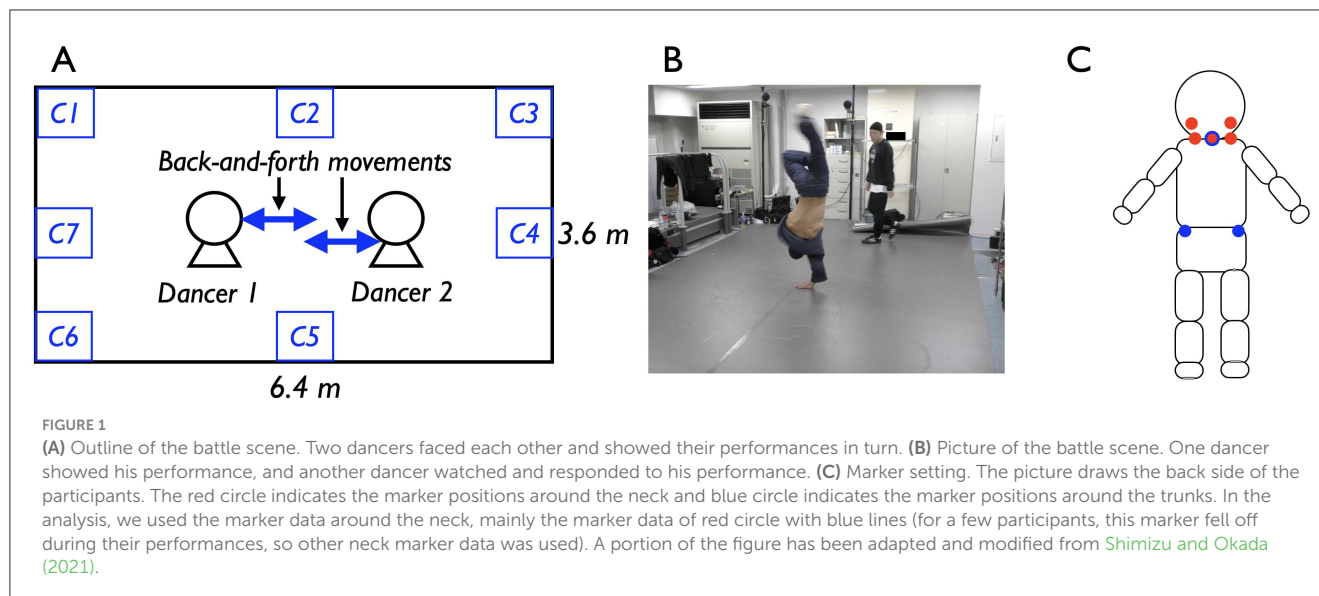 A
B
C
C1
C2
C3
Back-and-forth movements
C7
C4
3.6 m
Dancer 1
Dancer 2
C6
C5
6.4 m
FIGURE 1
(A) Outline of the battle scene. Two dancers faced each other and showed their performances in turn. (B) Picture of the battle scene. One dancer
showed his performance, and another dancer watched and responded to his performance. (C) Marker setting. The picture draws the back side of the
participants. The red circle indicates the marker positions around the neck and blue circle indicates the marker positions around the trunks. In the
analysis, we used the marker data around the neck, mainly the marker data of red circle with blue lines (for a few participants, this marker fell off
during their performances, so other neck marker data was used). A portion of the figure has been adapted and modified from Shimizu and Okada
(2021).